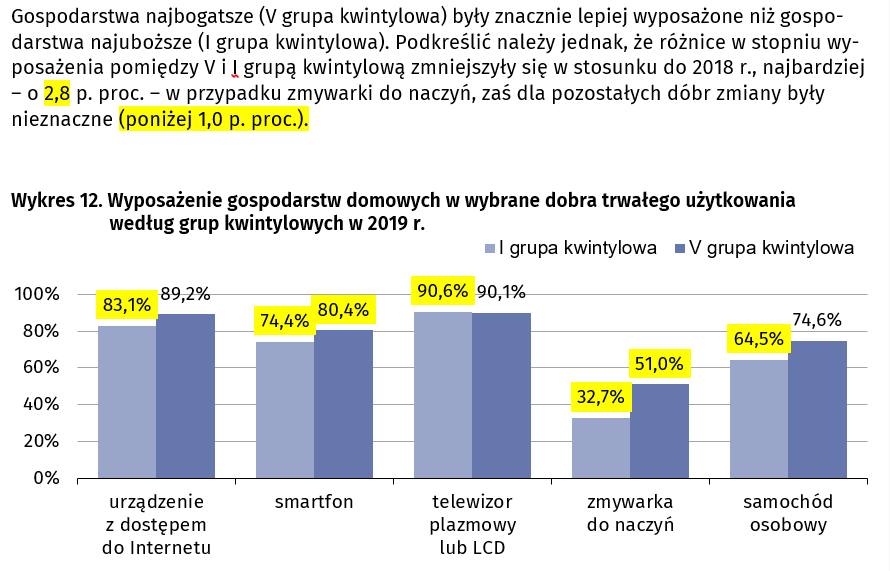 Gospodarstwa najbogatsze (V grupa kwintylowa) były znacznie lepiej wyposażone niż gospo-
darstwa najuboższe (I grupa kwintylowa). Podkreślić należy jednak, że różnice w stopniu wy-
posażenia pomiędzy V i I grupą kwintylową zmniejszyły się w stosunku do 2018 r., najbardziej
– o 2,8 p. proc. – w przypadku zmywarki do naczyń, zaś dla pozostałych dóbr zmiany były
nieznaczne (poniżej 1,0 p. proc.).
Wykres 12. Wyposażenie gospodarstw domowych w wybrane dobra trwałego użytkowania
według grup kwintylowych w 2019 r.
I grupa kwintylowa V grupa kwintylowa
100%
80%
60%
40%
20%
0%
83,1% 89,2%
74,4% 80,4%
90,6% 90,1%
32,7% 51,0%
64,5% 74,6%
urządzenie
z dostępem
do Internetu
smartfon
telewizor
plazmowy
lub LCD
zmywarka
do naczyń
samochód
osobowy